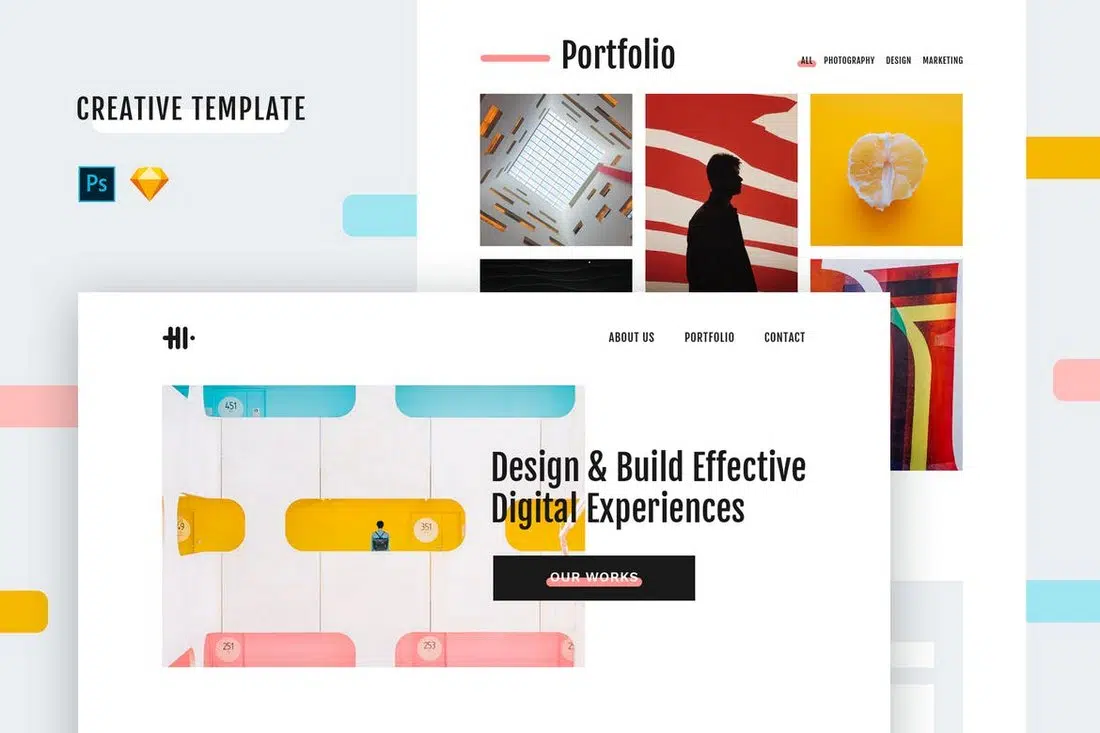 CREATIVE TEMPLATE
Ps
Portfolio
ALL PHOTOGRAPHY DESIGN MARKETING
HI
ABOUT US PORTFOLIO CONTACT
451
351
251
253
Design & Build Effective
Digital Experiences
OUR WORKS